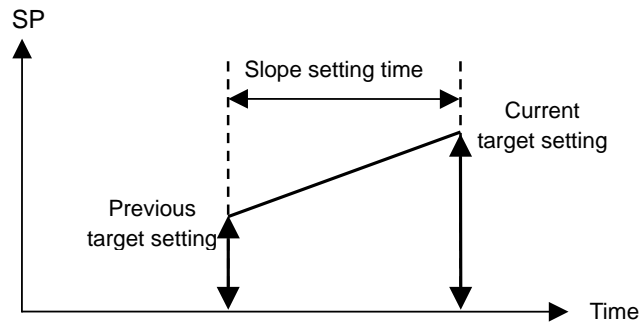 SP
Slope setting time
Current
target setting
Previous
target setting
Time